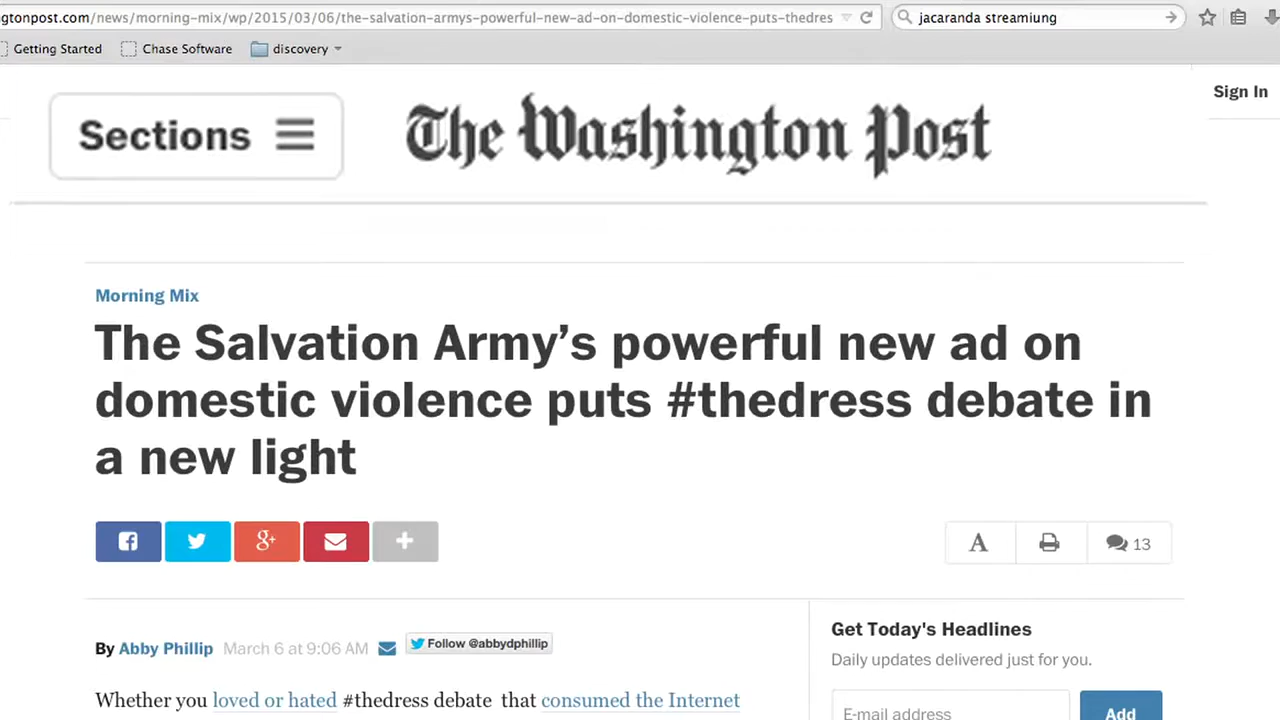 ngtonpost.com/news/morning-mix/wp/2015/03/06/the-salvation-armys-powerful-new-ad-on-domestic-violence-puts-thedres
jacaranda streamiung
Getting Started
Chase Software
discovery
Sign In
Sections
The Washington Post
Morning Mix
The Salvation Army’s powerful new ad on
domestic violence puts #thedress debate in
a new light
g+
A
13
By Abby Phillip March 6 at 9:06 AM
Follow @abbydphillip
Whether you loved or hated #thedress debate that consumed the Internet
Get Today's Headlines
Daily updates delivered just for you.
E-mail address
Add